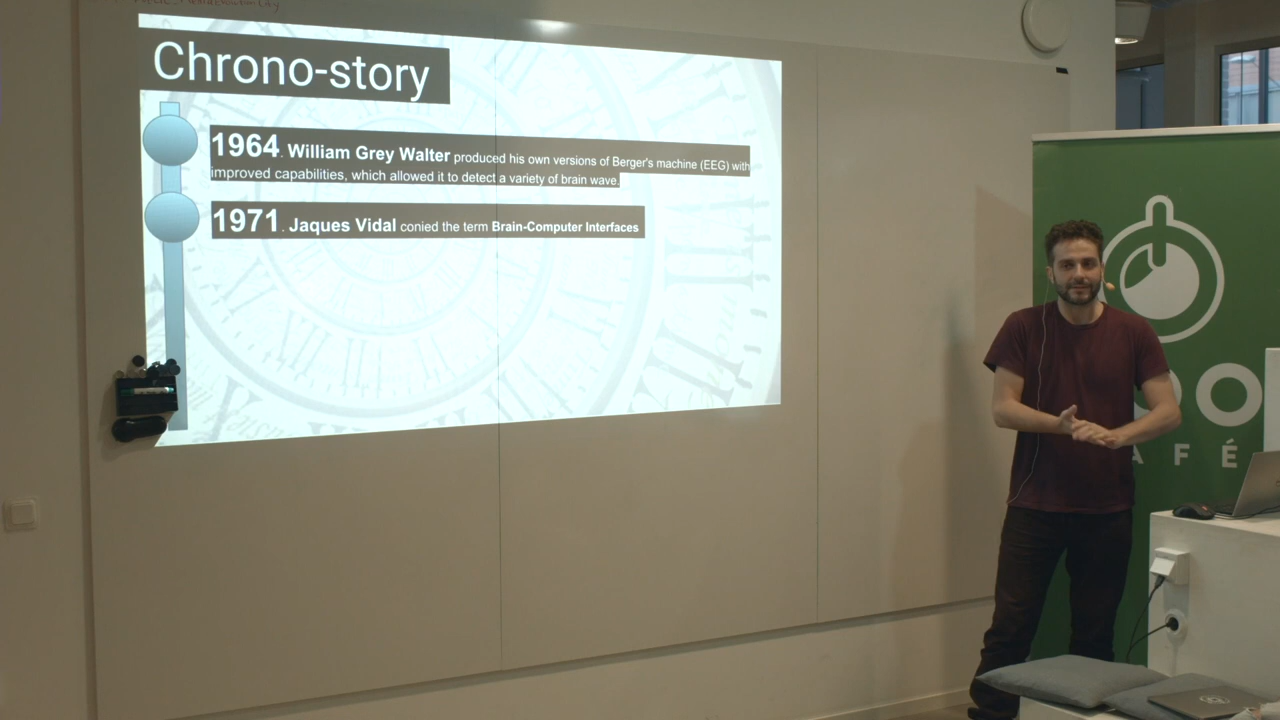 Chrono-story
1964. William Grey Walter produced his own versions of Berger's machine (EEG) with
improved capabilities, which allowed it to detect a variety of brain wave.
1971. Jaques Vidal conied the term Brain-Computer Interfaces
AFÉ